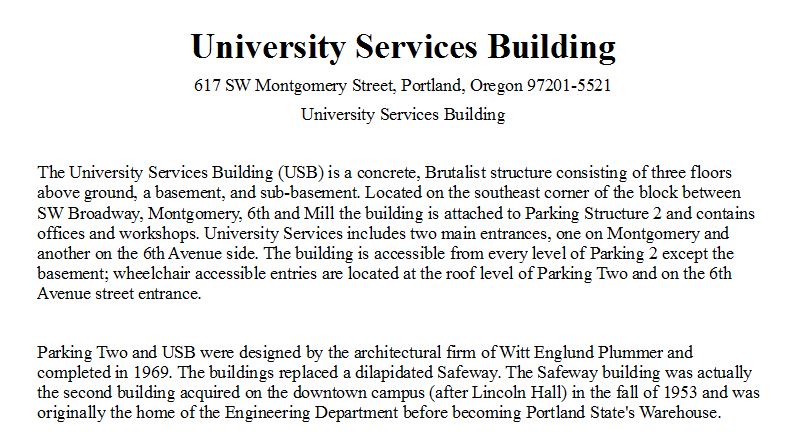 University Services Building
617 SW Montgomery Street, Portland, Oregon 97201-5521
University Services Building
The University Services Building (USB) is a concrete, Brutalist structure consisting of three floors
above ground, a basement, and sub-basement. Located on the southeast corner of the block between
SW Broadway, Montgomery, 6th and Mill the building is attached to Parking Structure 2 and contains
offices and workshops. University Services includes two main entrances, one on Montgomery and
another on the 6th Avenue side. The building is accessible from every level of Parking 2 except the
basement; wheelchair accessible entries are located at the roof level of Parking Two and on the 6th
Avenue street entrance.
Parking Two and USB were designed by the architectural firm of Witt Englund Plummer and
completed in 1969. The buildings replaced a dilapidated Safeway. The Safeway building was actually
the second building acquired on the downtown campus (after Lincoln Hall) in the fall of 1953 and was
originally the home of the Engineering Department before becoming Portland State's Warehouse.